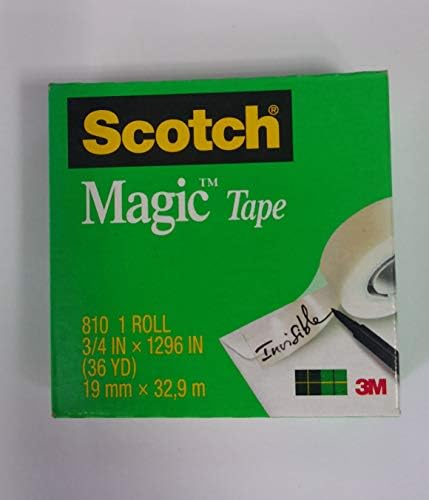 Scotch®
Magic™ Tape
810 1 ROLL
3/4 IN × 1296 IN
(36 YD)
19 mm × 32,9 m
Invisible
3M